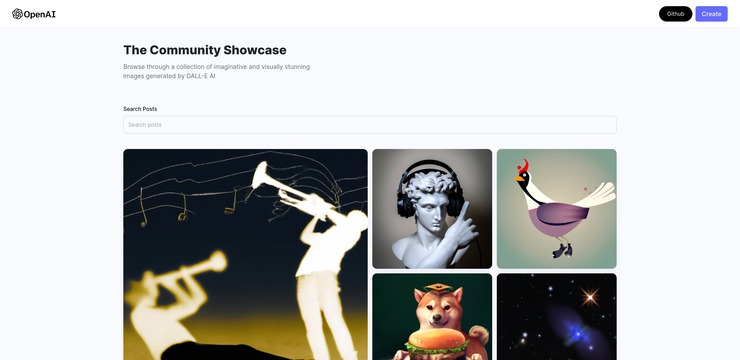 OpenAI
Github
Create
The Community Showcase
Browse through a collection of imaginative and visually stunning
images generated by DALL-E AI
Search Posts
Search posts